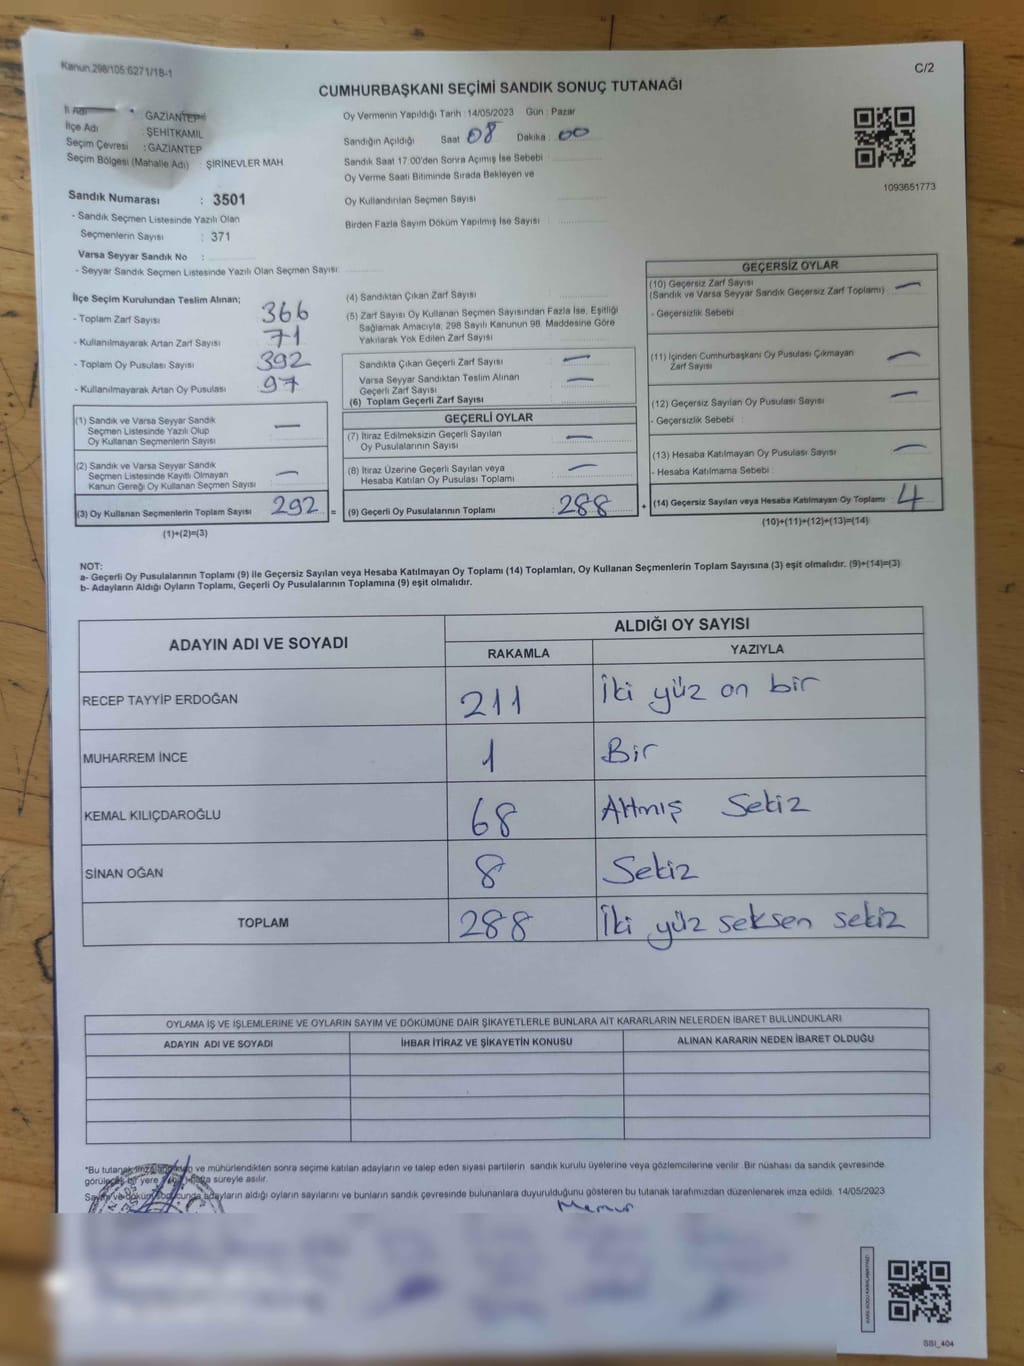 Kanun.298/105:6271/18-1
C/2
CUMHURBAŞKANI SEÇİMİ SANDIK SONUÇ TUTANAĞI
İl Adı : GAZİANTEP
İlçe Adı : ŞEHİTKAMİL
Seçim Çevresi : GAZİANTEP
Seçim Bölgesi (Mahalle Adı) : ŞİRİNEVLER MAH
Sandık Numarası : 3501
- Sandık Seçmen Listesinde Yazılı Olan
Seçmenlerin Sayısı : 371
Varsa Seyyar Sandık No :
- Seyyar Sandık Seçmen Listesinde Yazılı Olan Seçmen Sayısı:
Oy Vermenin Yapıldığı Tarih : 14/05/2023 Gün : Pazar
Sandığın Açıldığı Saat 08 Dakika : 00
Sandık Saat 17.00'den Sonra Açımış İse Sebebi :
Oy Verme Saati Bitiminde Sırada Bekleyen ve
Oy Kullandırılan Seçmen Sayısı
Birden Fazla Sayım Döküm Yapılmış İse Sayısı :
1093651773
İlçe Seçim Kurulundan Teslim Alınan;
- Toplam Zarf Sayısı 366
- Kullanılmayarak Artan Zarf Sayısı 71
- Toplam Oy Pusulası Sayısı 392
- Kullanılmayarak Artan Oy Pusulası 97
(1) Sandık ve Varsa Seyyar Sandık
Seçmen Listesinde Yazılı Olup
Oy Kullanan Seçmenlerin Sayısı —
(2) Sandık ve Varsa Seyyar Sandık
Seçmen Listesinde Kayıtlı Olmayan
Kanun Gereği Oy Kullanan Seçmen Sayısı : —
(3) Oy Kullanan Seçmenlerin Toplam Sayısı 292 =
(1)+(2)=(3)
(4) Sandıktan Çıkan Zarf Sayısı
(5) Zarf Sayısı Oy Kullanan Seçmen Sayısından Fazla İse, Eşitliği
Sağlamak Amacıyla, 298 Sayılı Kanunun 98. Maddesine Göre
Yakılarak Yok Edilen Zarf Sayısı
Sandıkta Çıkan Geçerli Zarf Sayısı —
Varsa Seyyar Sandıktan Teslim Alınan
Geçerli Zarf Sayısı —
(6) Toplam Geçerli Zarf Sayısı
GEÇERLİ OYLAR
(7) İtiraz Edilmeksizin Geçerli Sayılan
Oy Pusulalarının Sayısı —
(8) İtiraz Üzerine Geçerli Sayılan veya
Hesaba Katılan Oy Pusulası Toplamı —
(9) Geçerli Oy Pusulalarının Toplamı : 288 +
GEÇERSİZ OYLAR
(10) Geçersiz Zarf Sayısı
(Sandık ve Varsa Seyyar Sandık Geçersiz Zarf Toplamı) —
- Geçersizlik Sebebi :
(11) İçinden Cumhurbaşkanı Oy Pusulası Çıkmayan
Zarf Sayısı —
(12) Geçersiz Sayılan Oy Pusulası Sayısı —
- Geçersizlik Sebebi :
(13) Hesaba Katılmayan Oy Pusulası Sayısı —
- Hesaba Katılmama Sebebi :
(14) Geçersiz Sayılan veya Hesaba Katılmayan Oy Toplamı : 4
(10)+(11)+(12)+(13)=(14)
NOT:
a- Geçerli Oy Pusulalarının Toplamı (9) ile Geçersiz Sayılan veya Hesaba Katılmayan Oy Toplamı (14) Toplamları, Oy Kullanan Seçmenlerin Toplam Sayısına (3) eşit olmalıdır. (9)+(14)=(3)
b- Adayların Aldığı Oyların Toplamı, Geçerli Oy Pusulalarının Toplamına (9) eşit olmalıdır.
ADAYIN ADI VE SOYADI ALDIĞI OY SAYISI
RAKAMLA YAZIYLA
RECEP TAYYİP ERDOĞAN 211 İki yüz on bir
MUHARREM İNCE 1 Bir
KEMAL KILIÇDAROĞLU 68 Altmış Sekiz
SİNAN OĞAN 8 Sekiz
TOPLAM 288 İki yüz seksen sekiz
OYLAMA İŞ VE İŞLEMLERİNE VE OYLARIN SAYIM VE DÖKÜMÜNE DAİR ŞİKAYETLERLE BUNLARA AİT KARARLARIN NELERDEN İBARET BULUNDUKLARI
ADAYIN ADI VE SOYADI İHBAR İTİRAZ VE ŞİKAYETİN KONUSU ALINAN KARARIN NEDEN İBARET OLDUĞU
*Bu tutanak ve mühürlendikten sonra seçime katılan adayların ve talep eden siyasi partilerin sandık kurulu üyelerine veya gözlemcilerine verilir. Bir nüshası da sandık çevresinde
bir yere süreyle asılır.
adayların aldığı oyların sayılarını ve bunların sandık çevresinde bulunanlara duyurulduğunu gösteren bu tutanak tarafımızdan düzenlenerek imza edildi. 14/05/2023
Memur
SSI_404